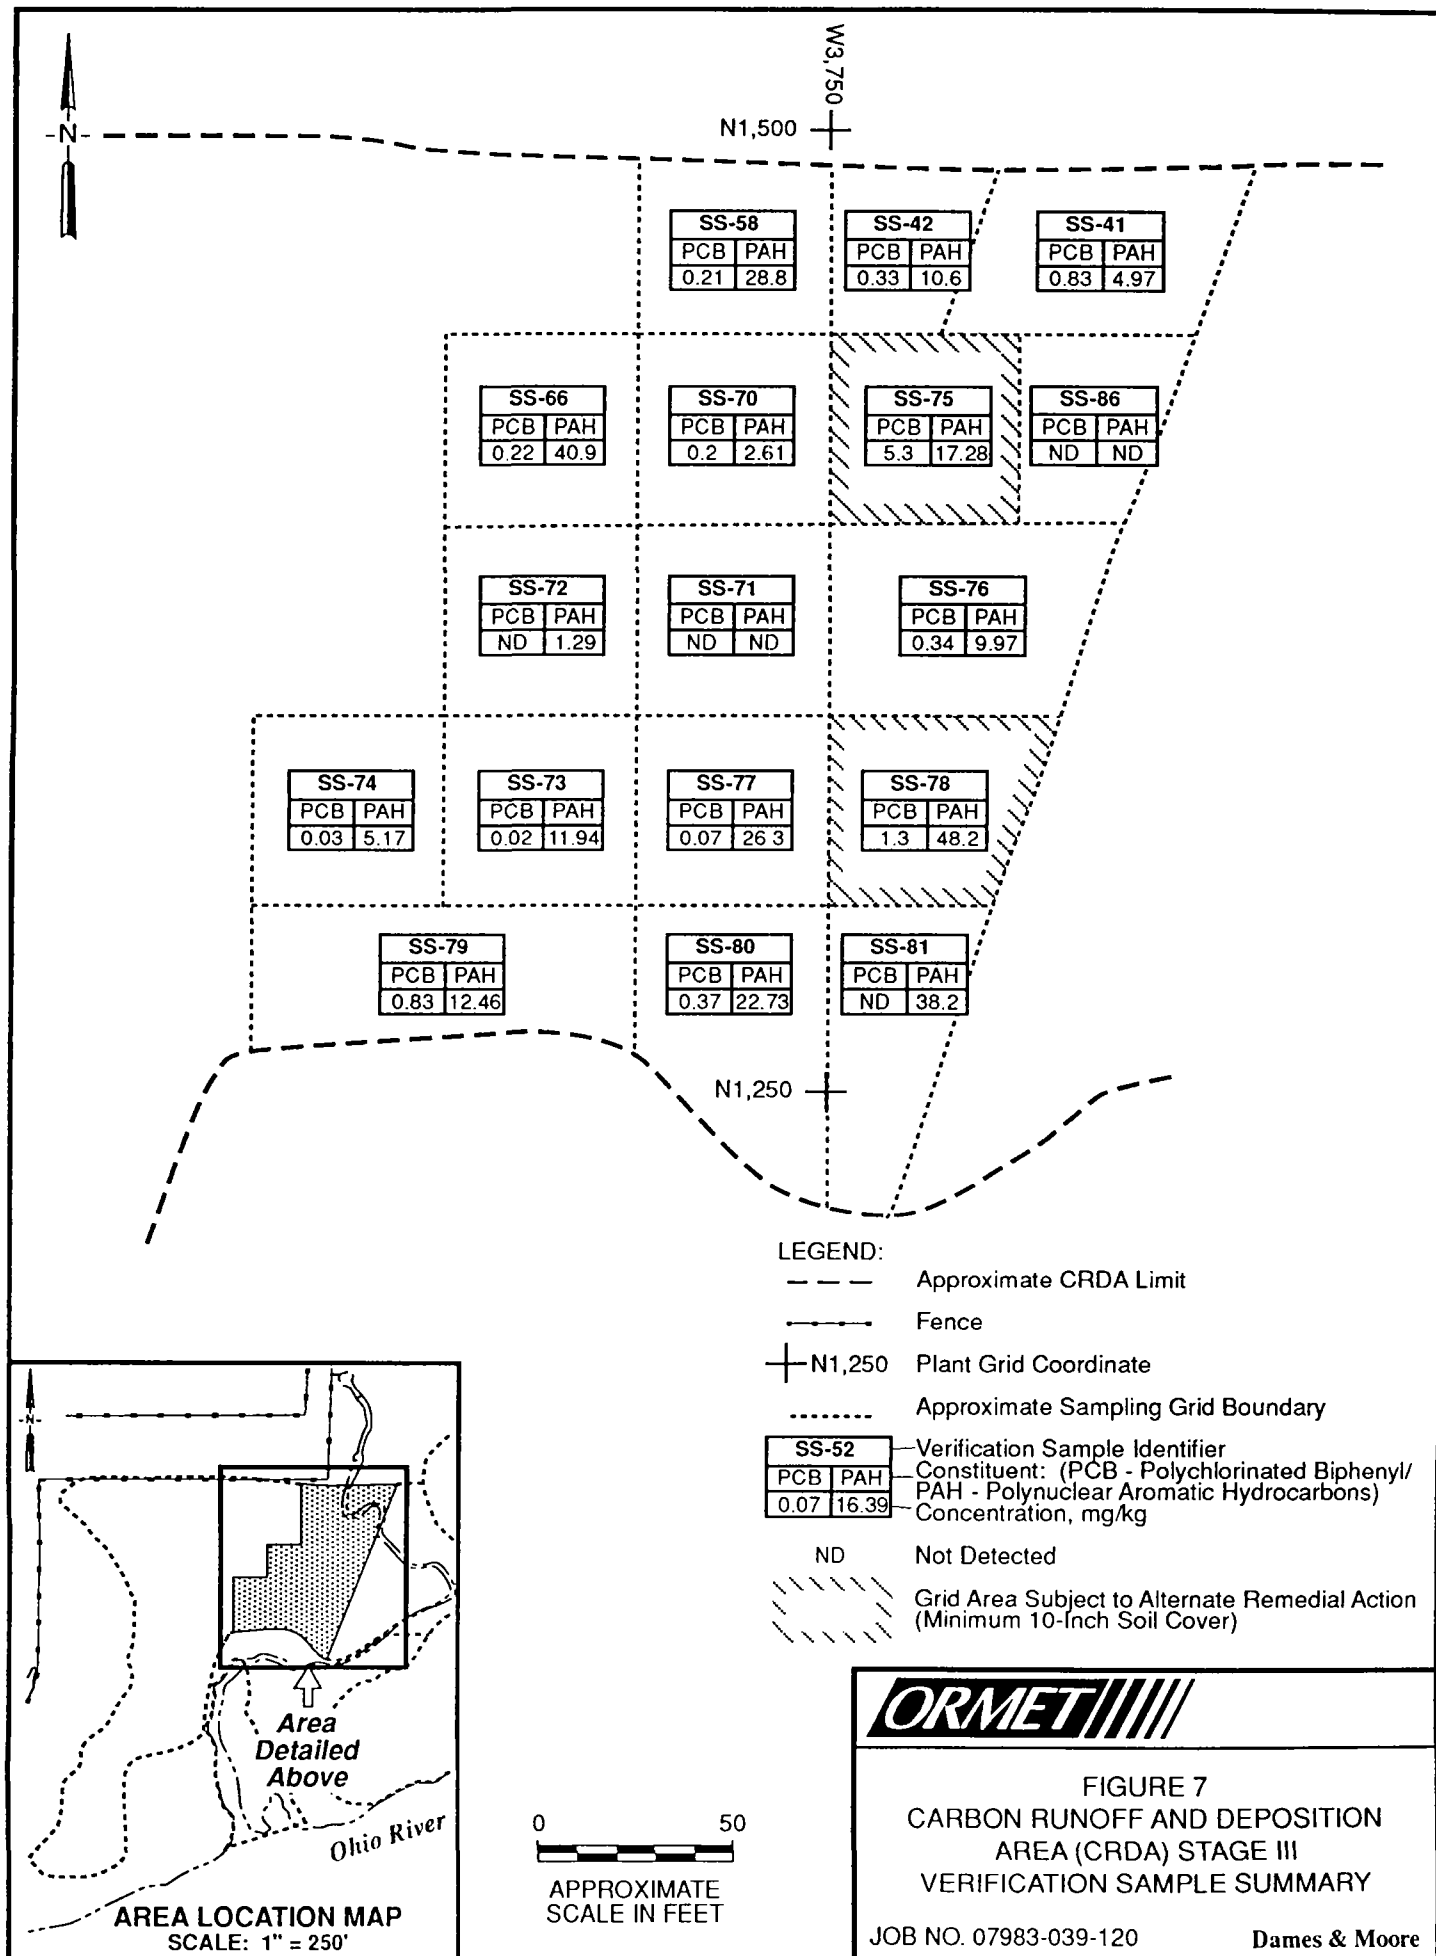 W3,750
N1,500
-N-
SS-58
PCB PAH
0.21 28.8
SS-42
PCB PAH
0.33 10.6
SS-41
PCB PAH
0.83 4.97
SS-66
PCB PAH
0.22 40.9
SS-70
PCB PAH
0.2 2.61
SS-75
PCB PAH
5.3 17.28
SS-86
PCB PAH
ND ND
SS-72
PCB PAH
ND 1.29
SS-71
PCB PAH
ND ND
SS-76
PCB PAH
0.34 9.97
SS-74
PCB PAH
0.03 5.17
SS-73
PCB PAH
0.02 11.94
SS-77
PCB PAH
0.07 26 3
SS-78
PCB PAH
1.3 48.2
SS-79
PCB PAH
0.83 12.46
SS-80
PCB PAH
0.37 22.73
SS-81
PCB PAH
ND 38.2
N1,250
LEGEND:
Approximate CRDA Limit
Fence
N1,250 Plant Grid Coordinate
Approximate Sampling Grid Boundary
SS-52
PCB PAH
0.07 16.39
Verification Sample Identifier
Constituent: (PCB - Polychlorinated Biphenyl/
PAH - Polynuclear Aromatic Hydrocarbons)
Concentration, mg/kg
ND Not Detected
Grid Area Subject to Alternate Remedial Action
(Minimum 10-Inch Soil Cover)
-N-
Area
Detailed
Above
Ohio River
AREA LOCATION MAP
SCALE: 1" = 250'
0 50
APPROXIMATE
SCALE IN FEET
ORMET
FIGURE 7
CARBON RUNOFF AND DEPOSITION
AREA (CRDA) STAGE III
VERIFICATION SAMPLE SUMMARY
JOB NO. 07983-039-120 Dames & Moore